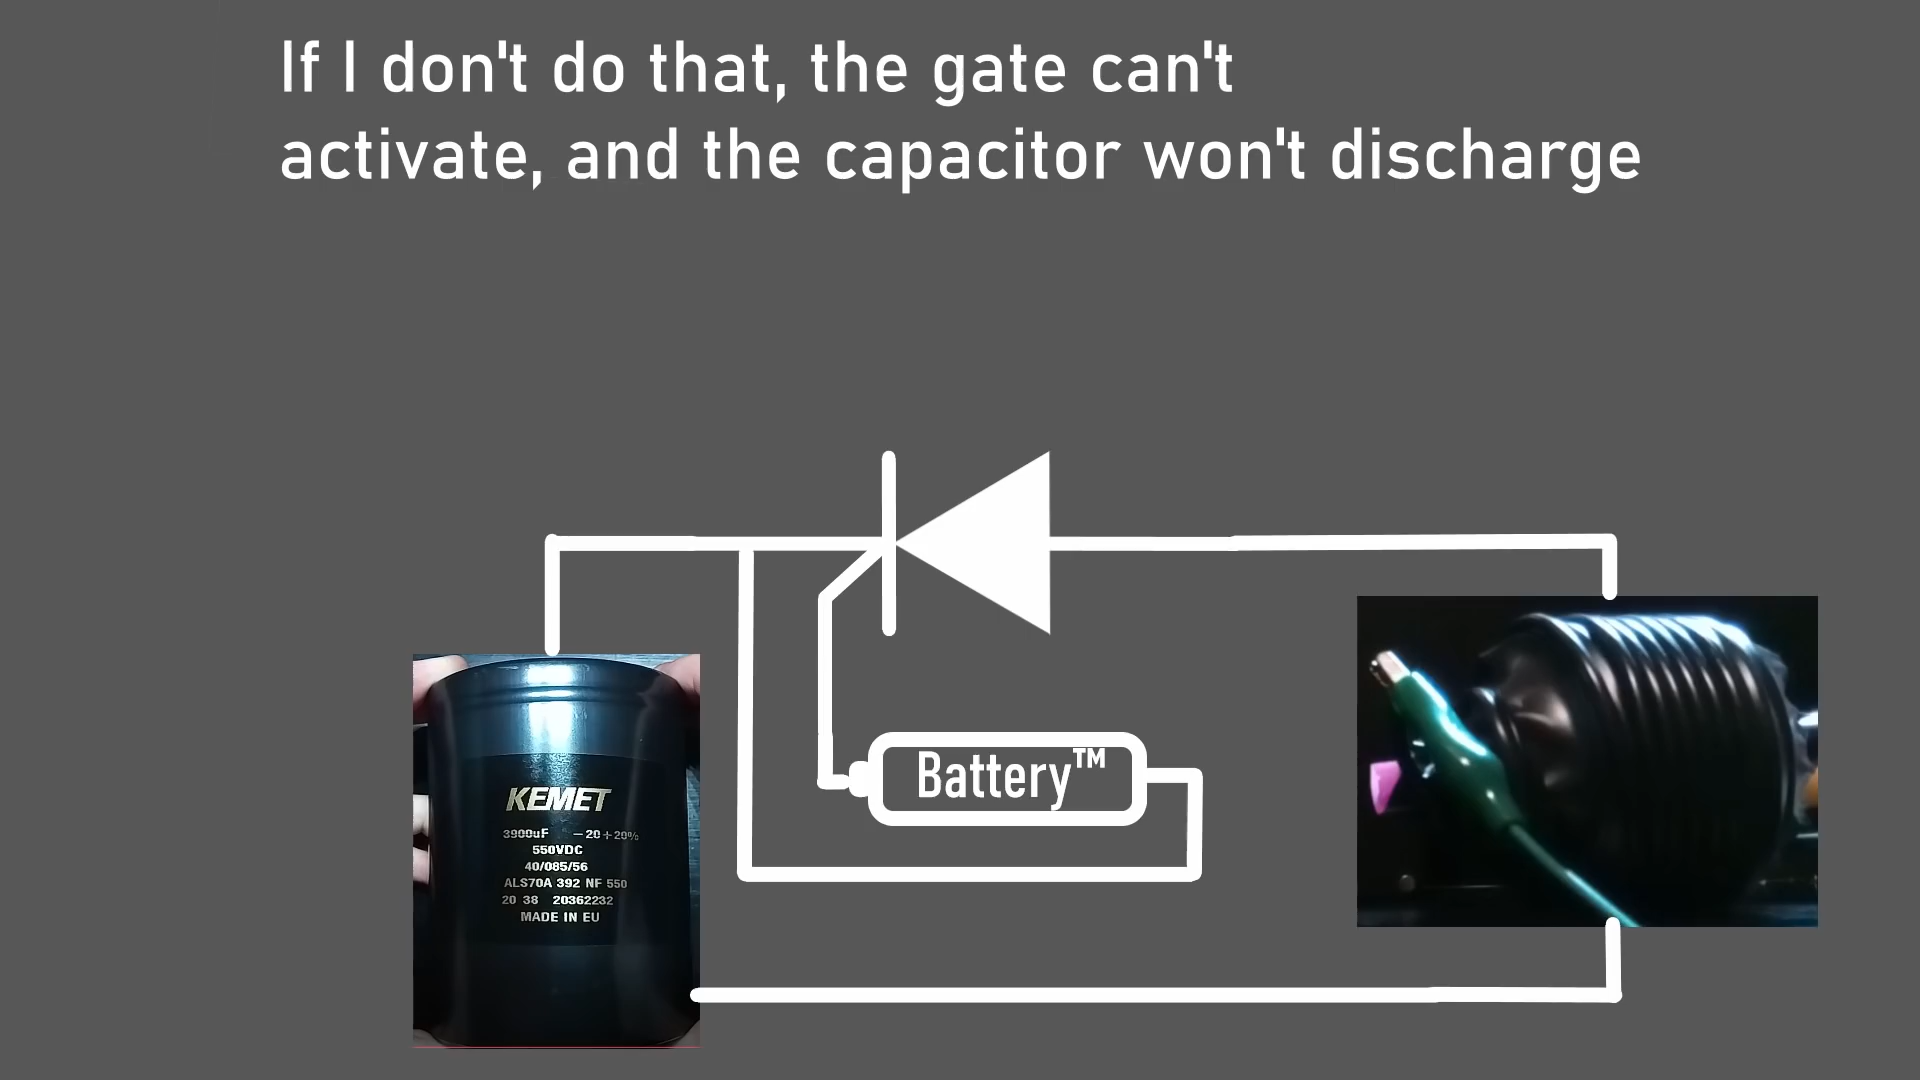 If I don't do that, the gate can't
activate, and the capacitor won't discharge
Battery™
KEMET
3900uF -20+20%
550VDC
40/085/56
ALS70A 392 NF 550
20 38 20362232
MADE IN EU